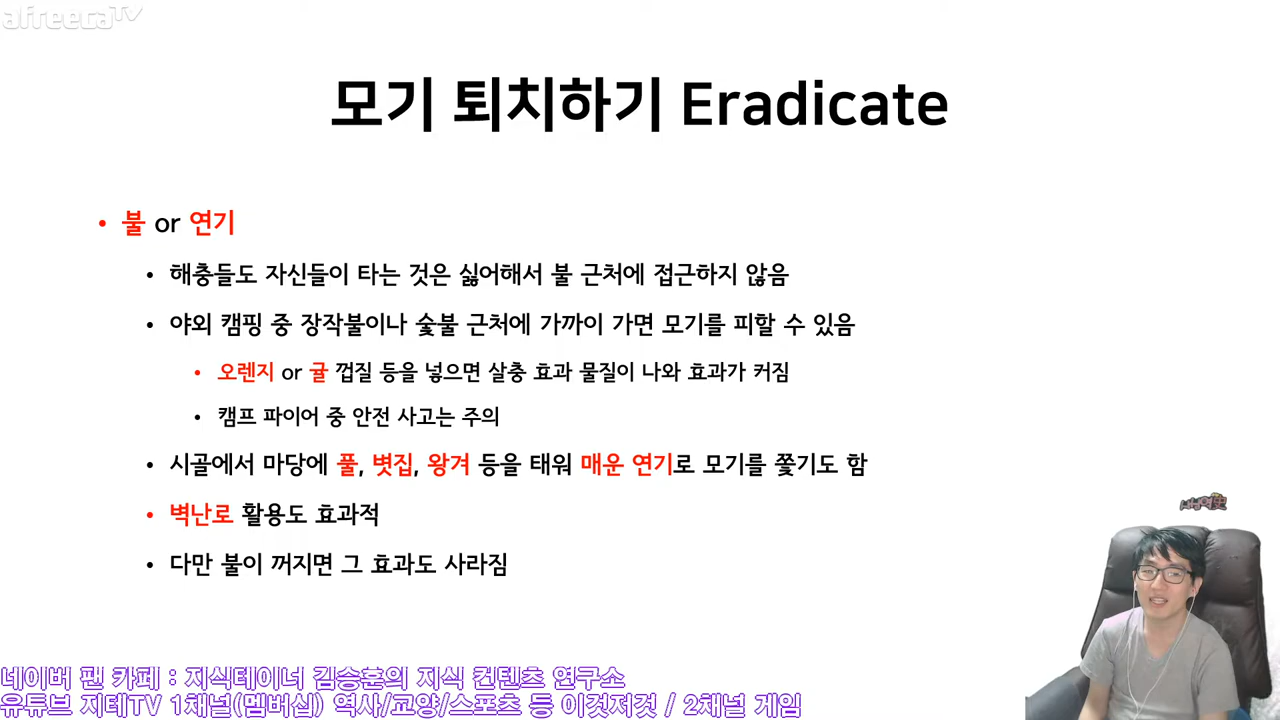 afreecaTV
모기 퇴치하기 Eradicate
• 불 or 연기
• 해충들도 자신들이 타는 것은 싫어해서 불 근처에 접근하지 않음
• 야외 캠핑 중 장작불이나 숯불 근처에 가까이 가면 모기를 피할 수 있음
• 오렌지 or 귤 껍질 등을 넣으면 살충 효과 물질이 나와 효과가 커짐
• 캠프 파이어 중 안전 사고는 주의
• 시골에서 마당에 풀, 볏집, 왕겨 등을 태워 매운 연기로 모기를 쫓기도 함
• 벽난로 활용도 효과적
• 다만 불이 꺼지면 그 효과도 사라짐
네이버 팬 카페 : 지식테이너 김승훈의 지식 컨텐츠 연구소
유튜브 지테TV 1채널(멤버십) 역사/교양/스포츠 등 이것저것 / 2채널 게임